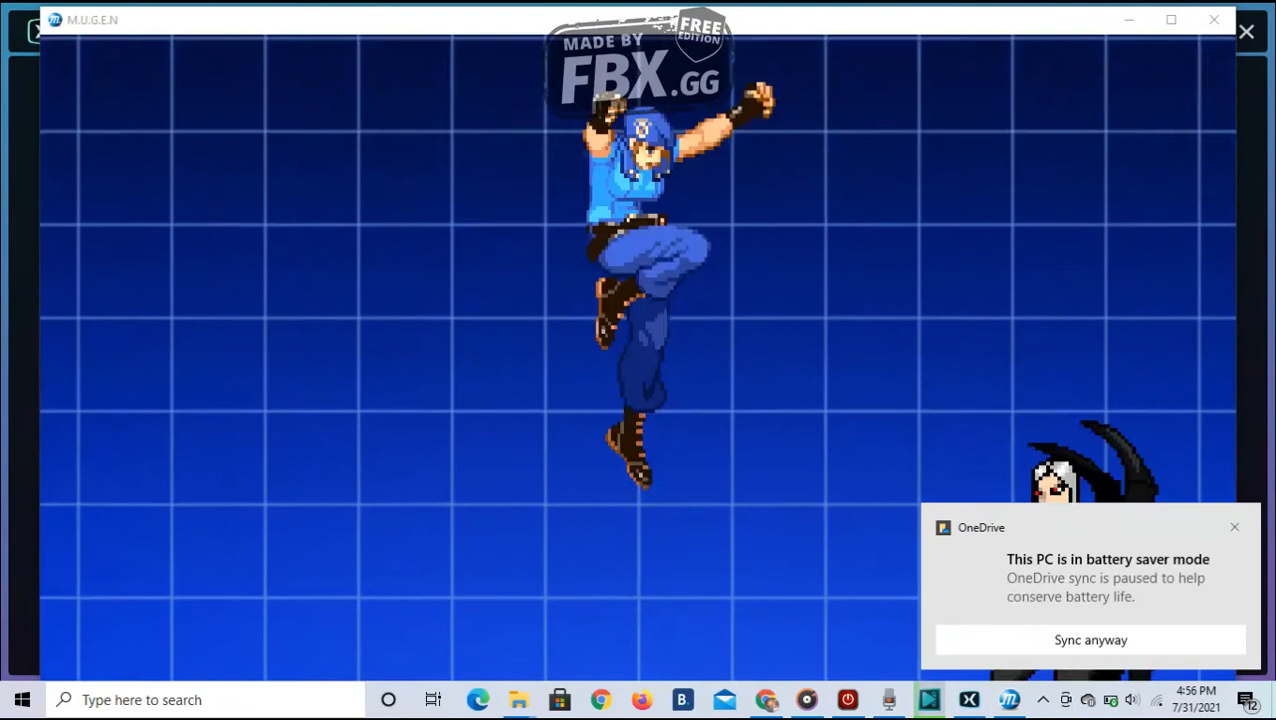 M.U.G.E.N
MADE BY
FREE
EDITION
FBX.GG
OneDrive
This PC is in battery saver mode
OneDrive sync is paused to help
conserve battery life.
Sync anyway
Type here to search
B.
4:56 PM
7/31/2021
12